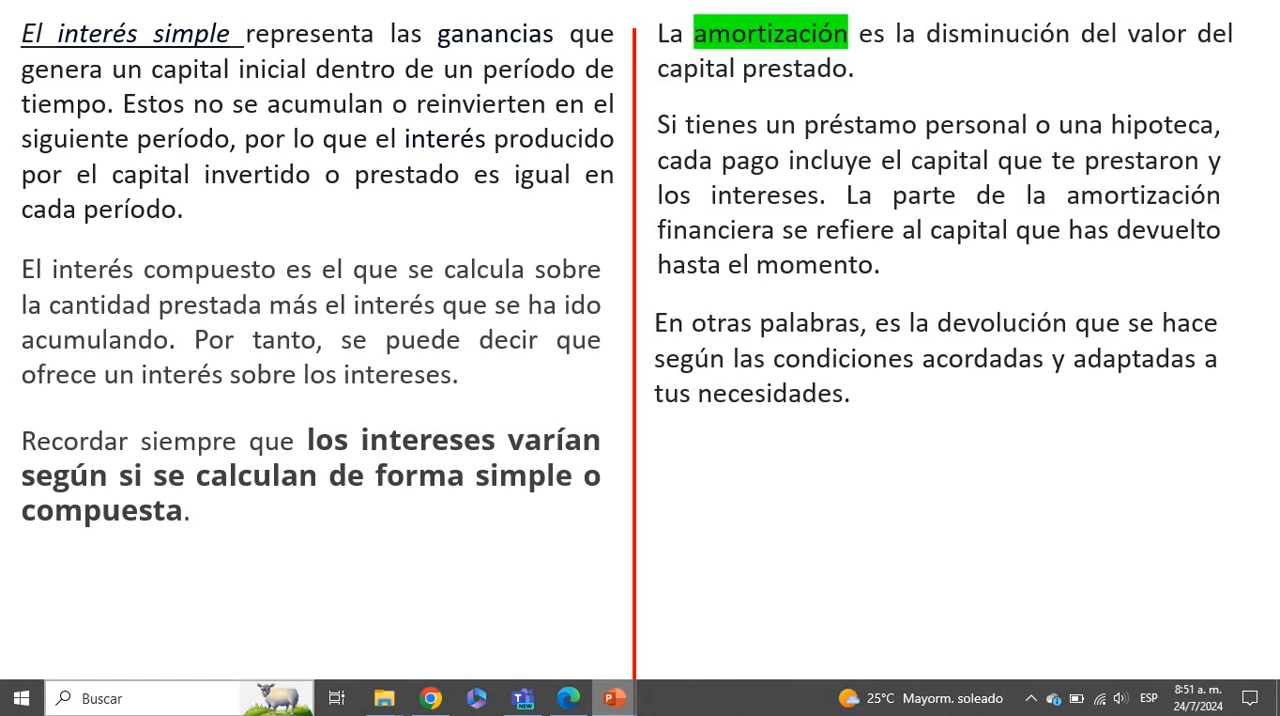 El interés simple representa las ganancias que
genera un capital inicial dentro de un período de
tiempo. Estos no se acumulan o reinvierten en el
siguiente período, por lo que el interés producido
por el capital invertido o prestado es igual en
cada período.
El interés compuesto es el que se calcula sobre
la cantidad prestada más el interés que se ha ido
acumulando. Por tanto, se puede decir que
ofrece un interés sobre los intereses.
Recordar siempre que los intereses varían
según si se calculan de forma simple o
compuesta.
La amortización es la disminución del valor del
capital prestado.
Si tienes un préstamo personal o una hipoteca,
cada pago incluye el capital que te prestaron y
los intereses. La parte de la amortización
financiera se refiere al capital que has devuelto
hasta el momento.
En otras palabras, es la devolución que se hace
según las condiciones acordadas y adaptadas a
tus necesidades.
Buscar
NEW
25°C Mayorm. soleado
ESP
8:51 a. m.
24/7/2024